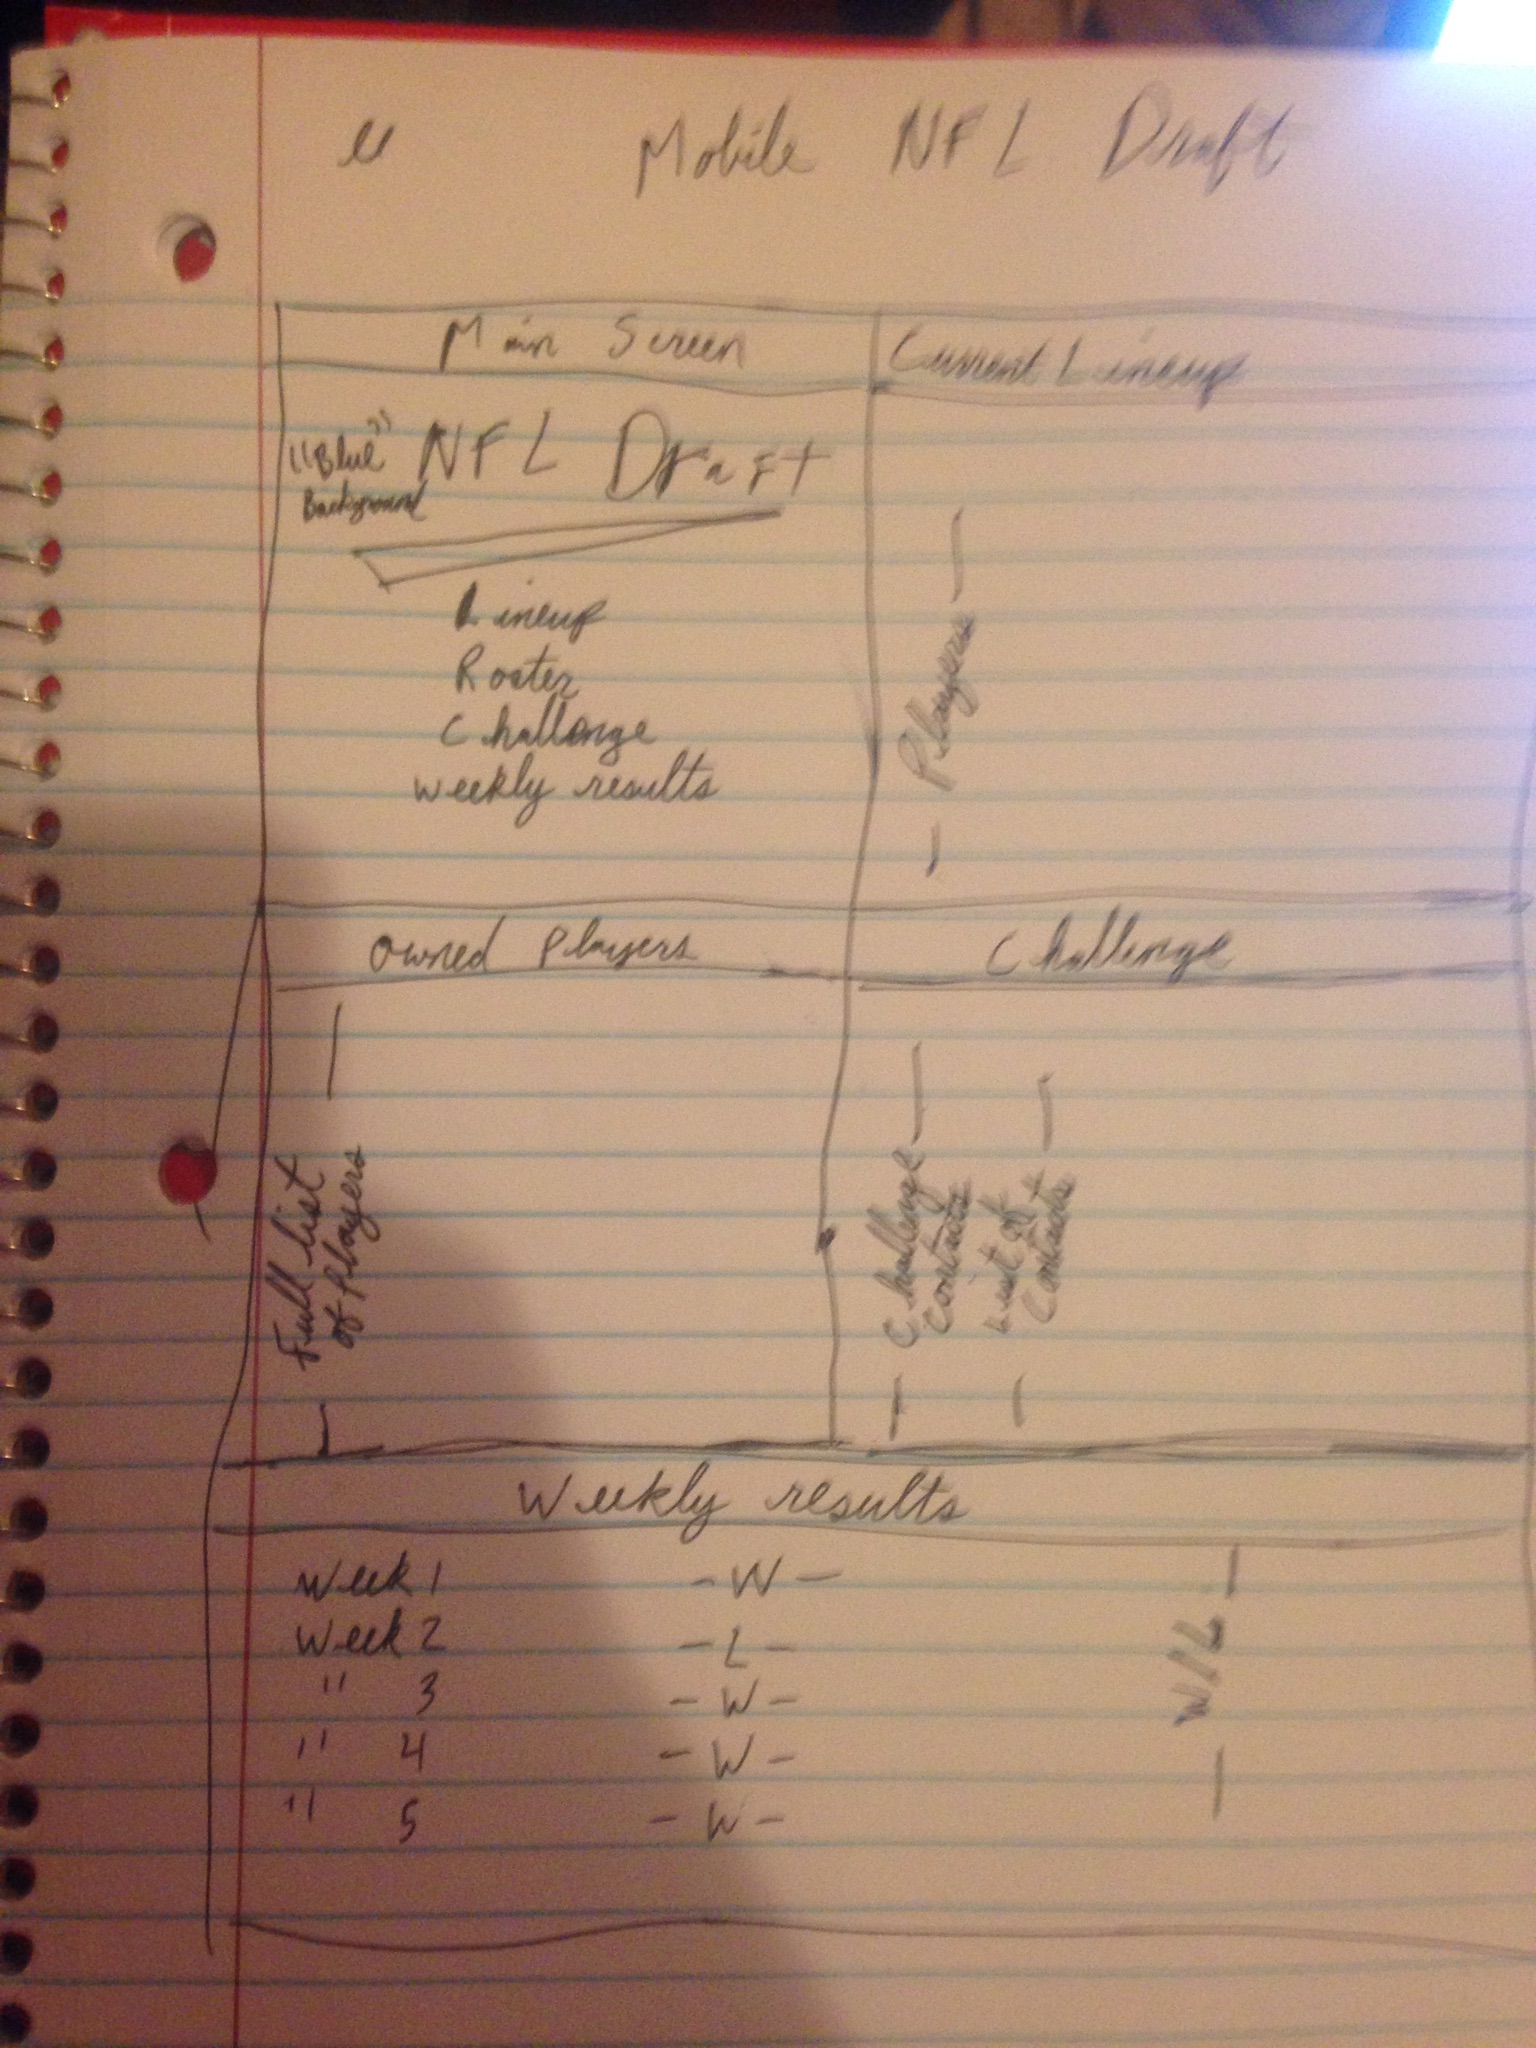 "
Mobile NFL Draft
Main Screen
"Blue"
Background
NFL Draft
Lineup
Roster
Challenge
Weekly results
Current Lineup
- Players -
Owned Players
- Full list
of players -
Challenge
- Challenge -
contacts
- List of -
Contacts
Weekly results
Week 1 - W -
Week 2 - L -
" 3 - W -
" 4 - W -
" 5 - W -
- W/L -